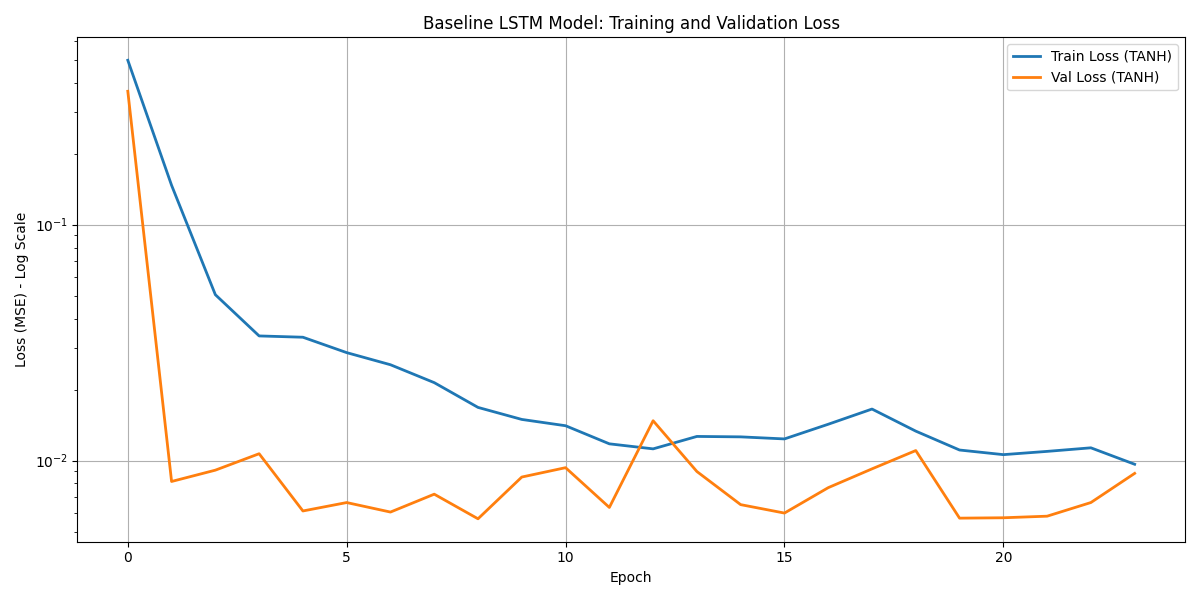 Baseline LSTM Model: Training and Validation Loss
Train Loss (TANH)
Val Loss (TANH)
Loss (MSE) - Log Scale
10⁻¹
10⁻²
0 5 10 15 20
Epoch